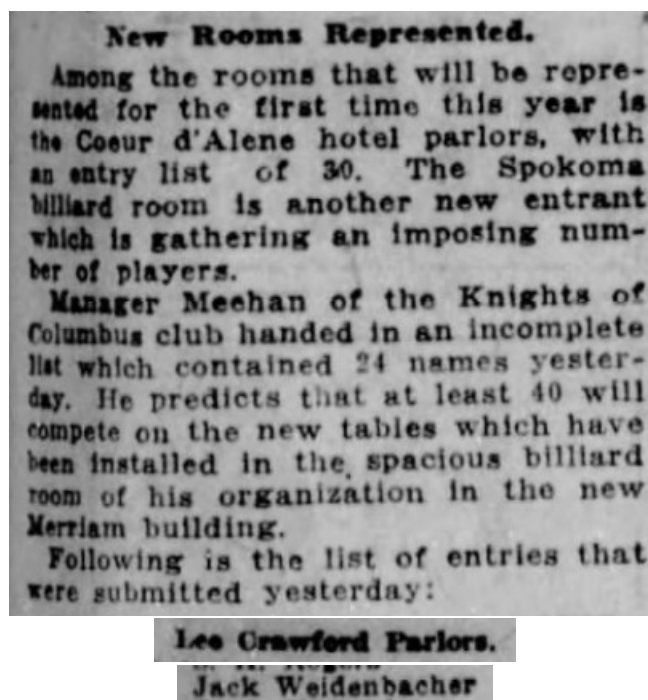 New Rooms Represented.
Among the rooms that will be repre-
sented for the first time this year is
the Coeur d'Alene hotel parlors, with
an entry list of 30. The Spokoma
billiard room is another new entrant
which is gathering an imposing num-
ber of players.
Manager Meehan of the Knights of
Columbus club handed in an incomplete
list which contained 24 names yester-
day. He predicts that at least 40 will
compete on the new tables which have
been installed in the spacious billiard
room of his organization in the new
Merriam building.
Following is the list of entries that
were submitted yesterday:
Lee Crawford Parlors.
Jack Weidenbacher